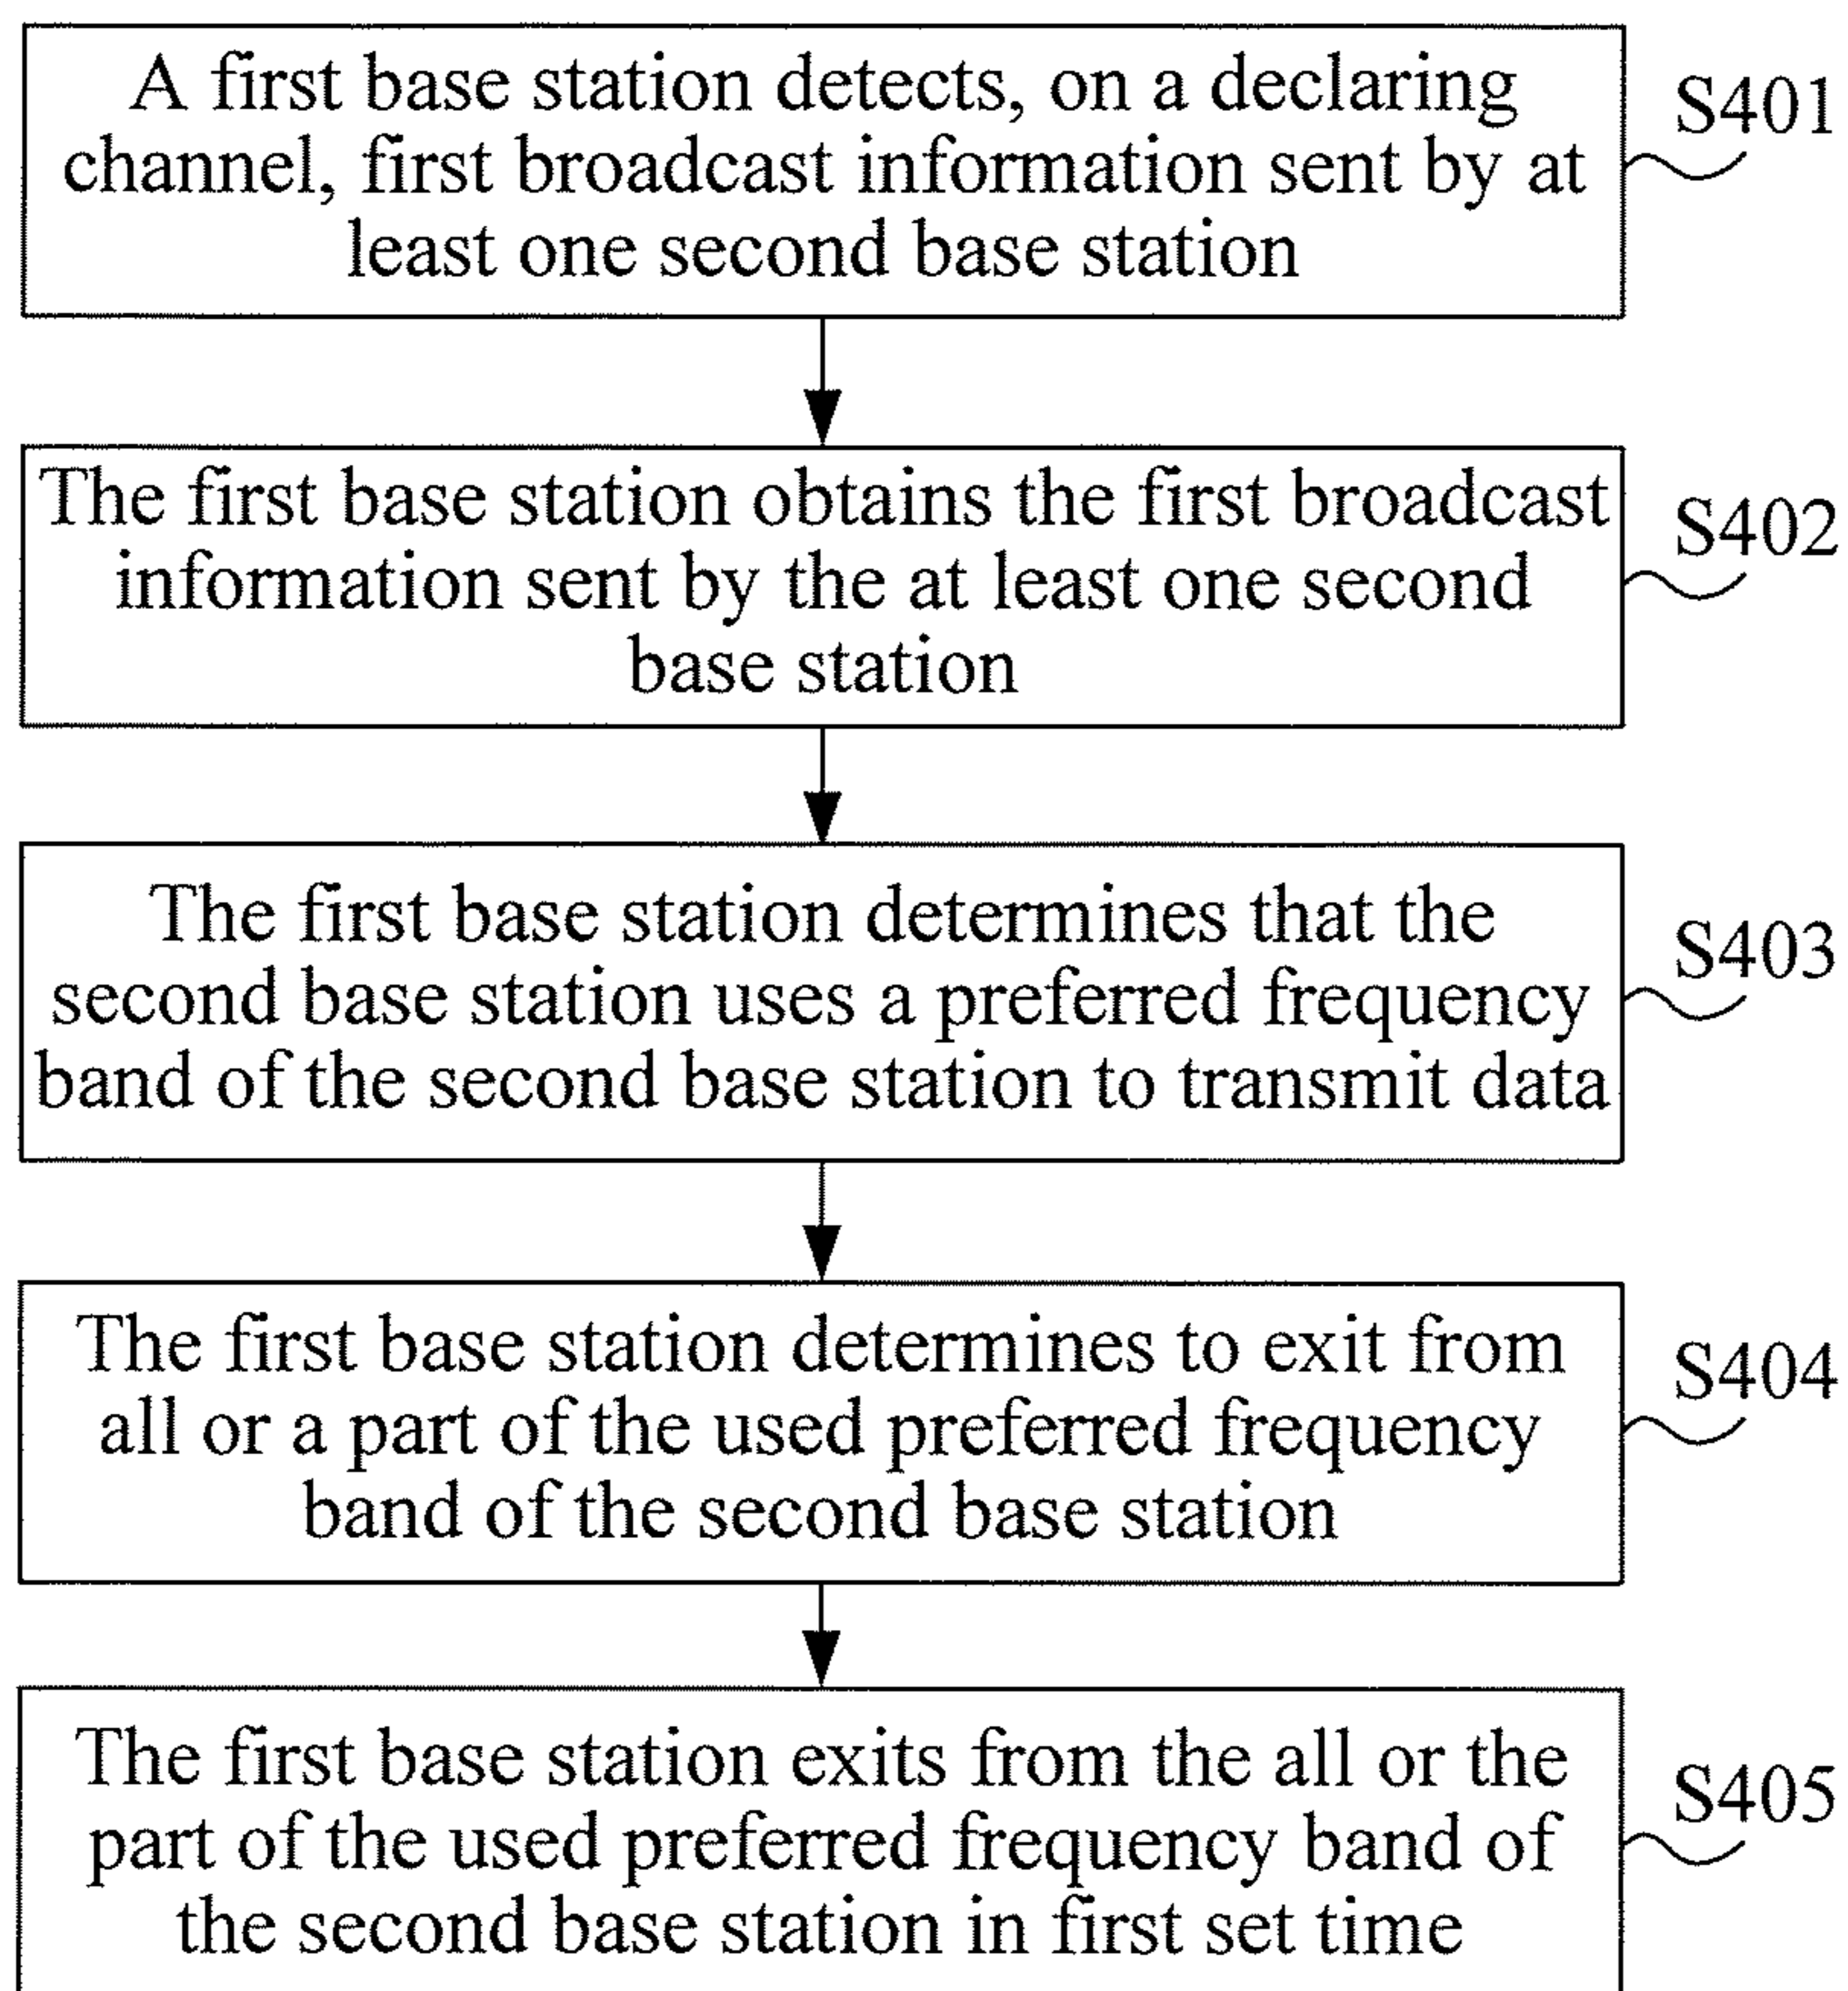 A first base station detects, on a declaring
channel, first broadcast information sent by at
least one second base station
S401
The first base station obtains the first broadcast
information sent by the at least one second
base station
S402
The first base station determines that the
second base station uses a preferred frequency
band of the second base station to transmit data
S403
The first base station determines to exit from
all or a part of the used preferred frequency
band of the second base station
S404
The first base station exits from the all or the
part of the used preferred frequency band of
the second base station in first set time
S405